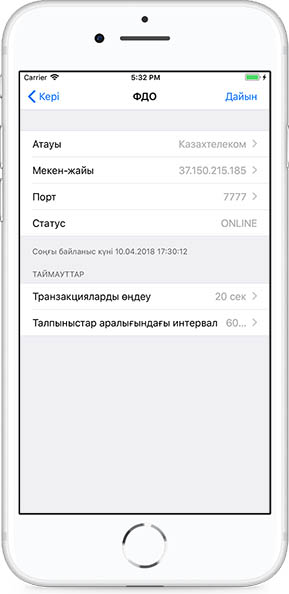 Carrier 5:32 PM
Кері ФДО Дайын
Атауы Казахтелеком
Мекен-жайы 37.150.215.185
Порт 7777
Статус ONLINE
Соңғы байланыс күні 10.04.2018 17:30:12
ТАЙМАУТТАР
Транзакцияларды өңдеу 20 сек
Талпыныстар аралығындағы интервал 60...